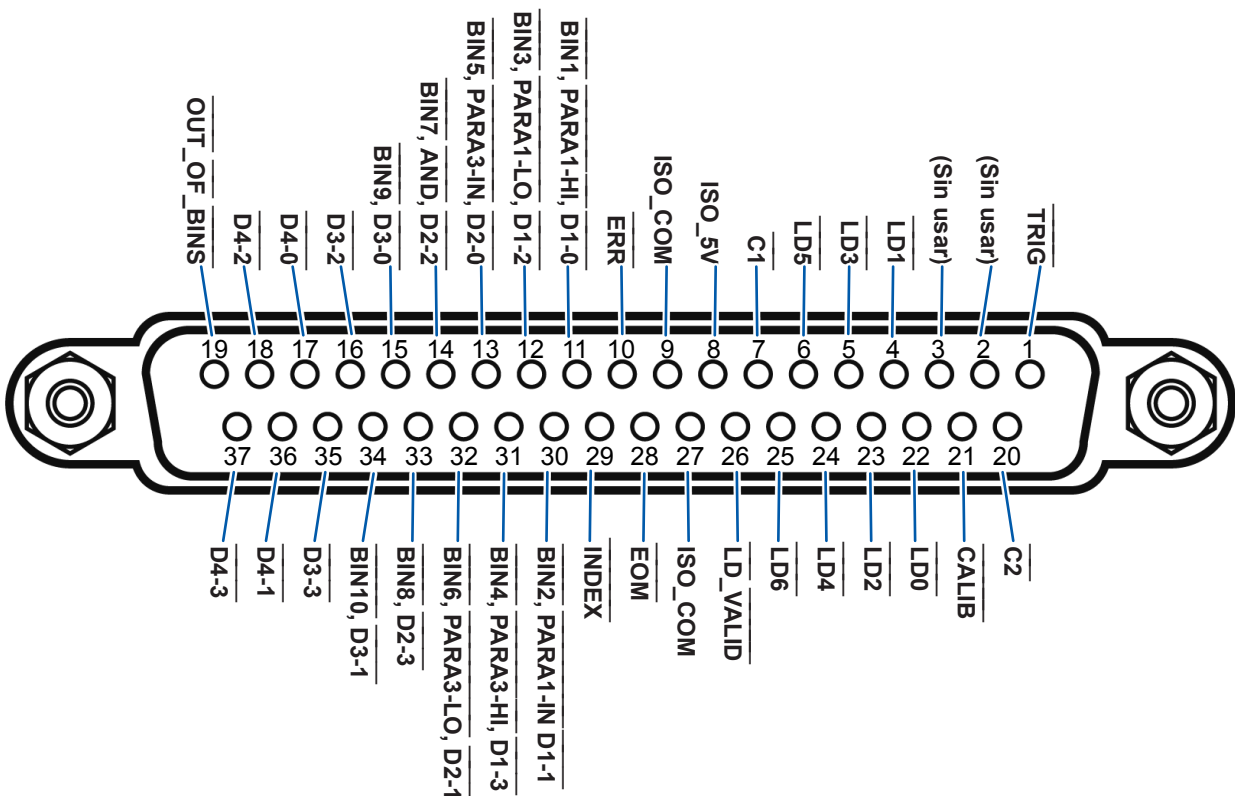 OUT_OF_BINS
D4-2
D4-0
D3-2
BIN9, D3-0
BIN7, AND, D2-2
BIN5, PARA3-IN, D2-0
BIN3, PARA1-LO, D1-2
BIN1, PARA1-HI, D1-0
ERR
ISO_COM
ISO_5V
C1
LD5
LD3
LD1
(Sin usar)
(Sin usar)
TRIG
19 18 17 16 15 14 13 12 11 10 9 8 7 6 5 4 3 2 1
37 36 35 34 33 32 31 30 29 28 27 26 25 24 23 22 21 20
D4-3
D4-1
D3-3
BIN10, D3-1
BIN8, D2-3
BIN6, PARA3-LO, D2-1
BIN4, PARA3-HI, D1-3
BIN2, PARA1-IN D1-1
INDEX
EOM
ISO_COM
LD_VALID
LD6
LD4
LD2
LD0
CALIB
C2